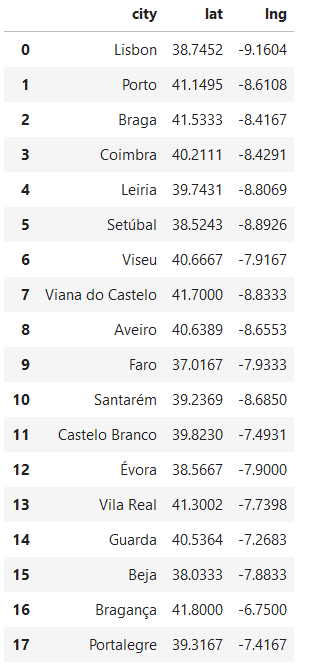 city lat lng
0 Lisbon 38.7452 -9.1604
1 Porto 41.1495 -8.6108
2 Braga 41.5333 -8.4167
3 Coimbra 40.2111 -8.4291
4 Leiria 39.7431 -8.8069
5 Setúbal 38.5243 -8.8926
6 Viseu 40.6667 -7.9167
7 Viana do Castelo 41.7000 -8.8333
8 Aveiro 40.6389 -8.6553
9 Faro 37.0167 -7.9333
10 Santarém 39.2369 -8.6850
11 Castelo Branco 39.8230 -7.4931
12 Évora 38.5667 -7.9000
13 Vila Real 41.3002 -7.7398
14 Guarda 40.5364 -7.2683
15 Beja 38.0333 -7.8833
16 Bragança 41.8000 -6.7500
17 Portalegre 39.3167 -7.4167